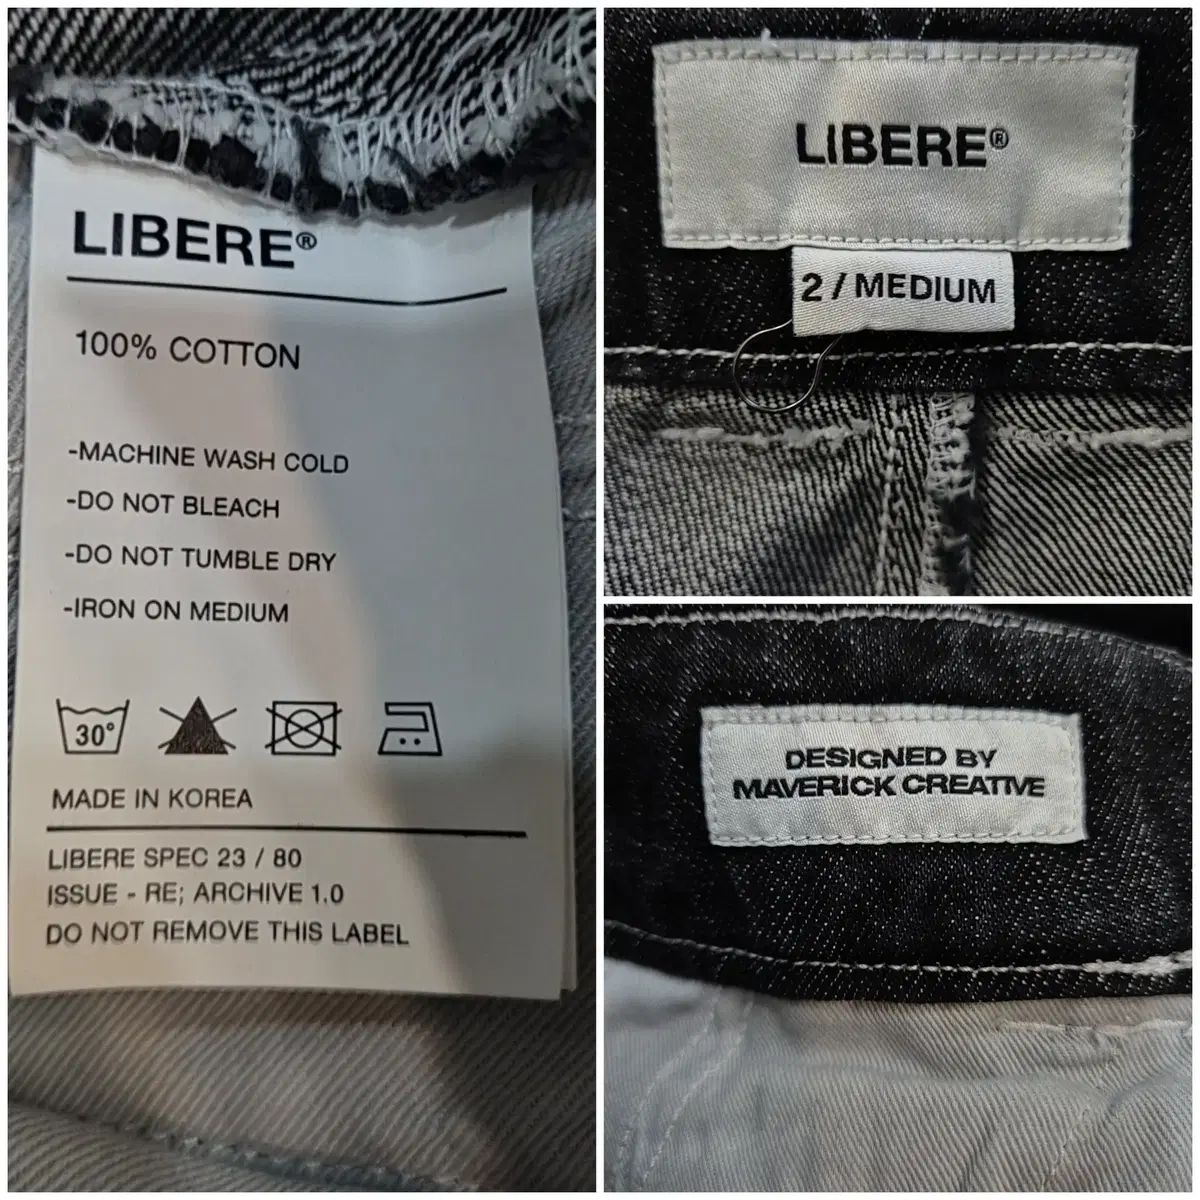 LIBERE®
100% COTTON
-MACHINE WASH COLD
-DO NOT BLEACH
-DO NOT TUMBLE DRY
-IRON ON MEDIUM
30°
MADE IN KOREA
LIBERE SPEC 23 / 80
ISSUE - RE; ARCHIVE 1.0
DO NOT REMOVE THIS LABEL
LIBERE®
2 / MEDIUM
DESIGNED BY
MAVERICK CREATIVE